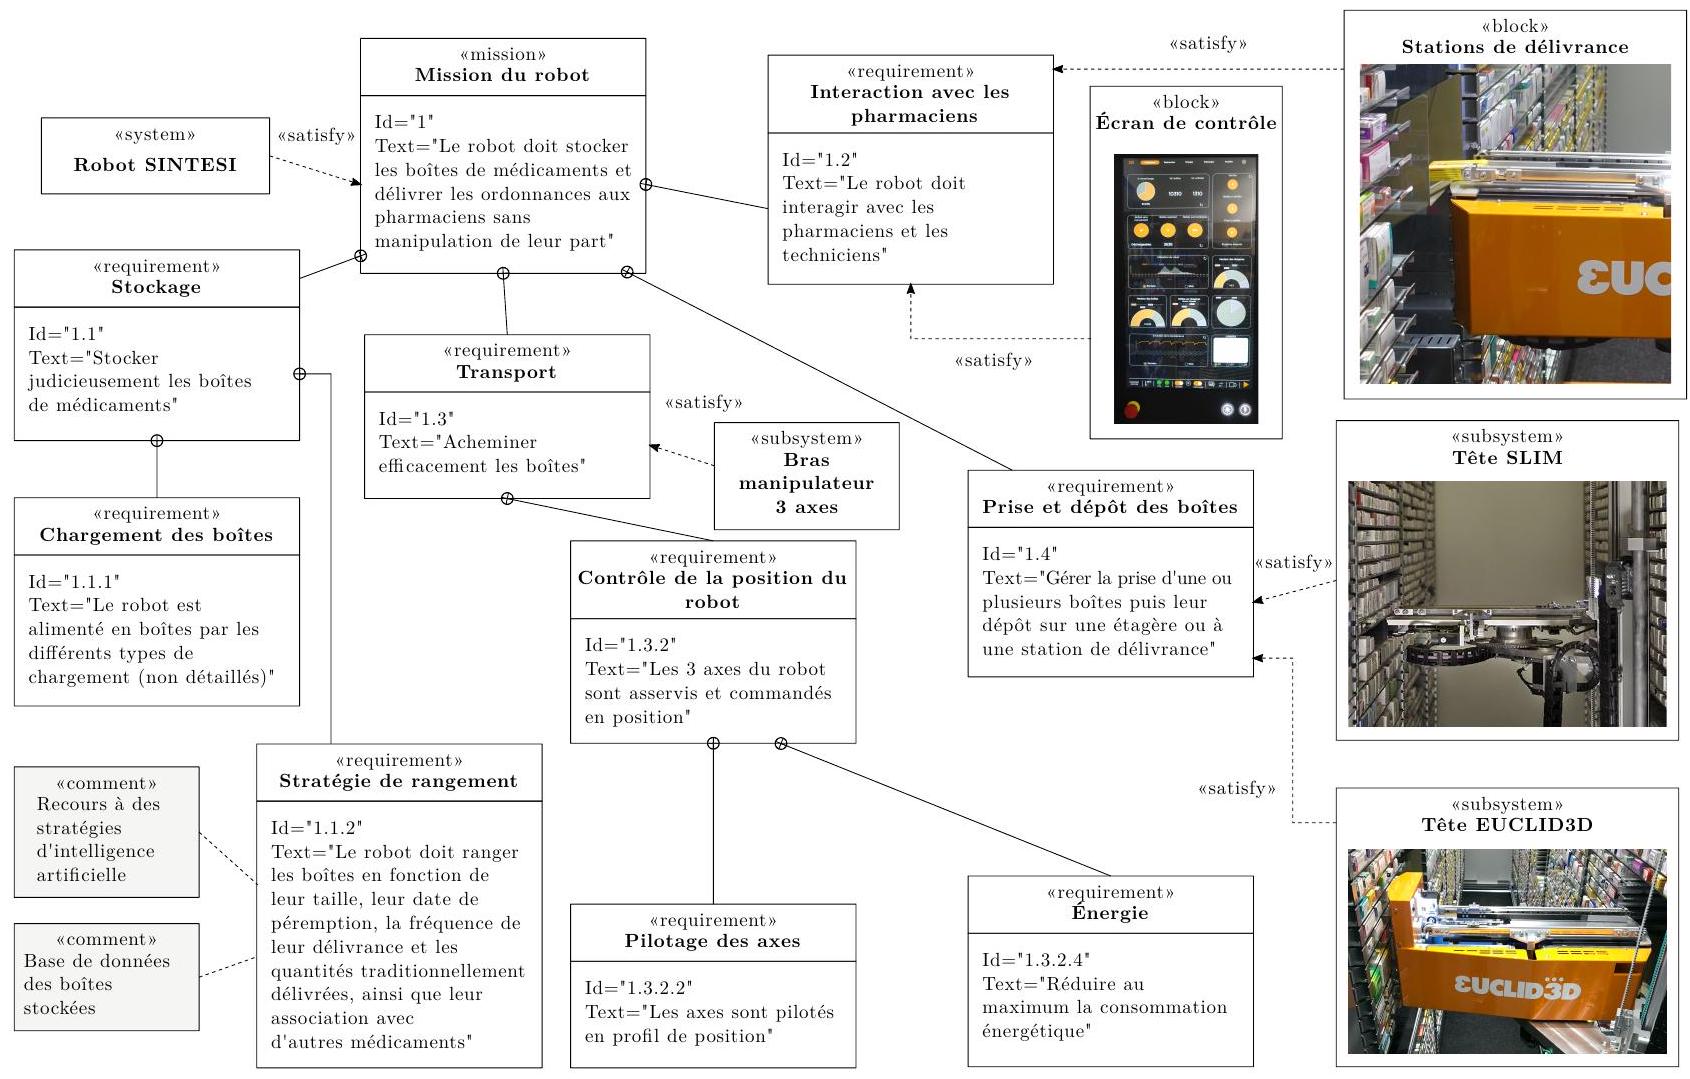 «system»
Robot SINTESI
«satisfy»
«mission»
Mission du robot
Id="1"
Text="Le robot doit stocker
les boîtes de médicaments et
délivrer les ordonnances aux
pharmaciens sans
manipulation de leur part"
«requirement»
Interaction avec les
pharmaciens
Id="1.2"
Text="Le robot doit
interagir avec les
pharmaciens et les
techniciens"
«satisfy»
«satisfy»
«block»
Écran de contrôle
«block»
Stations de délivrance
EUC
«requirement»
Stockage
Id="1.1"
Text="Stocker
judicieusement les boîtes
de médicaments"
«requirement»
Transport
Id="1.3"
Text="Acheminer
efficacement les boîtes"
«satisfy»
«subsystem»
Bras
manipulateur
3 axes
«requirement»
Chargement des boîtes
Id="1.1.1"
Text="Le robot est
alimenté en boîtes par les
différents types de
chargement (non détaillés)"
«requirement»
Contrôle de la position du
robot
Id="1.3.2"
Text="Les 3 axes du robot
sont asservis et commandés
en position"
«requirement»
Prise et dépôt des boîtes
Id="1.4"
Text="Gérer la prise d'une ou
plusieurs boîtes puis leur
dépôt sur une étagère ou à
une station de délivrance"
«satisfy»
«subsystem»
Tête SLIM
«satisfy»
«subsystem»
Tête EUCLID3D
EUCLID3D
«comment»
Recours à des
stratégies
d'intelligence
artificielle
«comment»
Base de données
des boîtes
stockées
«requirement»
Stratégie de rangement
Id="1.1.2"
Text="Le robot doit ranger
les boîtes en fonction de
leur taille, leur date de
péremption, la fréquence de
leur délivrance et les
quantités traditionnellement
délivrées, ainsi que leur
association avec
d'autres médicaments"
«requirement»
Pilotage des axes
Id="1.3.2.2"
Text="Les axes sont pilotés
en profil de position"
«requirement»
Énergie
Id="1.3.2.4"
Text="Réduire au
maximum la consommation
énergétique"